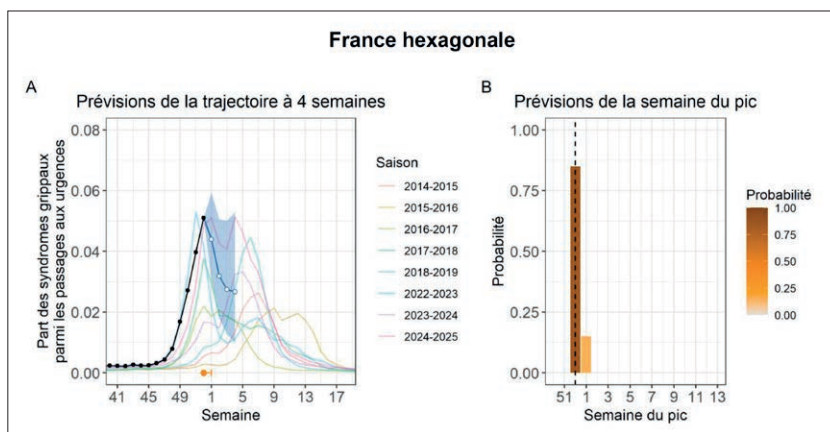 France hexagonale
A
Prévisions de la trajectoire à 4 semaines
0.08
0.06
0.04
0.02
0.00
41 45 49 1 5 9 13 17
Semaine
Part des syndromes grippaux
parmi les passages aux urgences
Saison
2014-2015
2015-2016
2016-2017
2017-2018
2018-2019
2022-2023
2023-2024
2024-2025
B
Prévisions de la semaine du pic
1.00
0.75
0.50
0.25
0.00
51 1 3 5 7 9 11 13
Semaine du pic
Probabilité
Probabilité
1.00
0.75
0.50
0.25
0.00